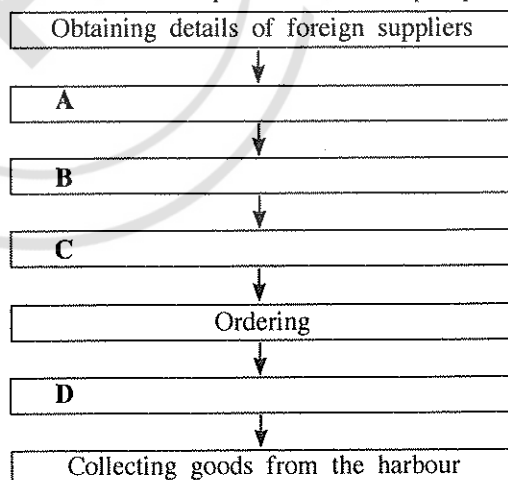 Obtaining details of foreign suppliers
A
B
C
Ordering
D
Collecting goods from the harbour